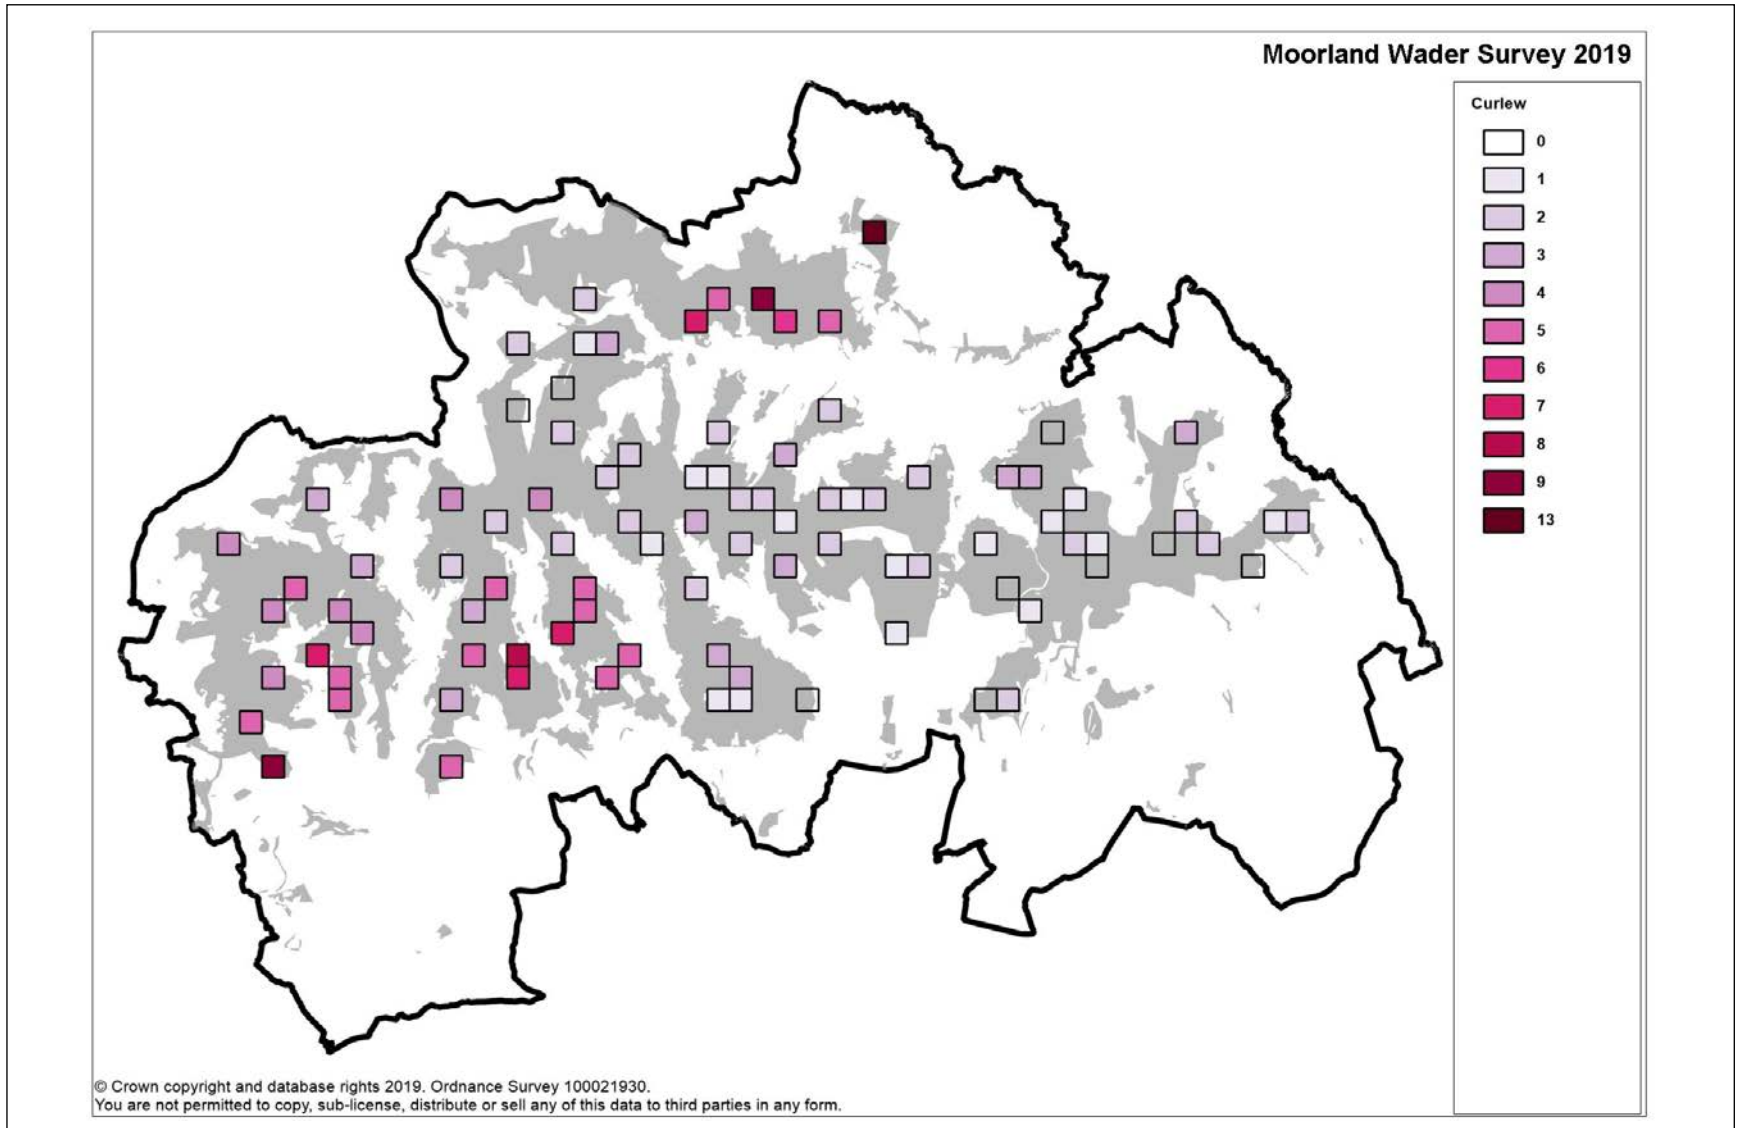 Moorland Wader Survey 2019
Curlew
0
1
2
3
4
5
6
7
8
9
13
© Crown copyright and database rights 2019. Ordnance Survey 100021930.
You are not permitted to copy, sub-license, distribute or sell any of this data to third parties in any form.